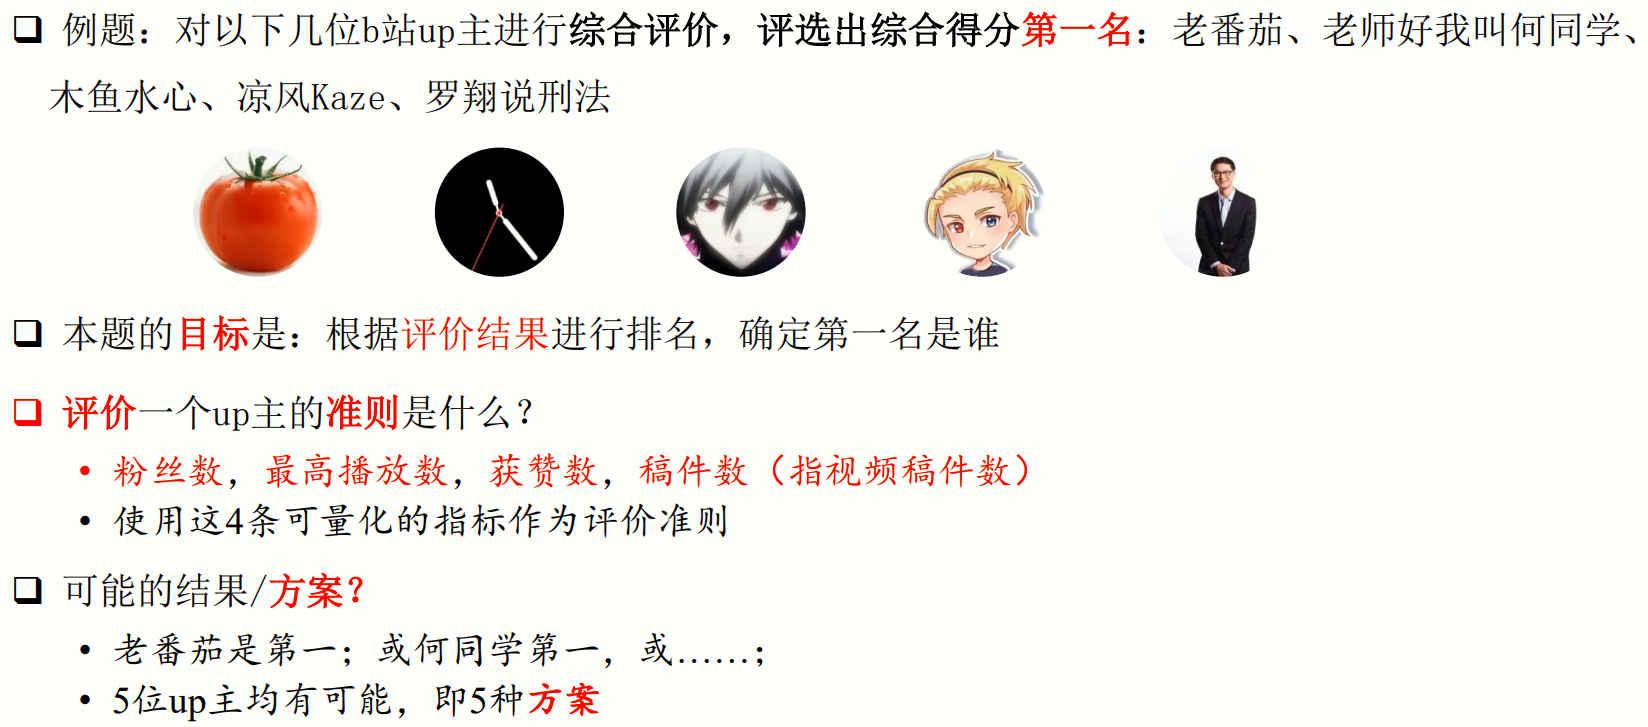 例题：对以下几位b站up主进行综合评价，评选出综合得分第一名：老番茄、老师好我叫何同学、
木鱼水心、凉风Kaze、罗翔说刑法
本题的目标是：根据评价结果进行排名，确定第一名是谁
评价一个up主的准则是什么？
• 粉丝数，最高播放数，获赞数，稿件数（指视频稿件数）
• 使用这4条可量化的指标作为评价准则
可能的结果/方案？
• 老番茄是第一；或何同学第一，或……；
• 5位up主均有可能，即5种方案